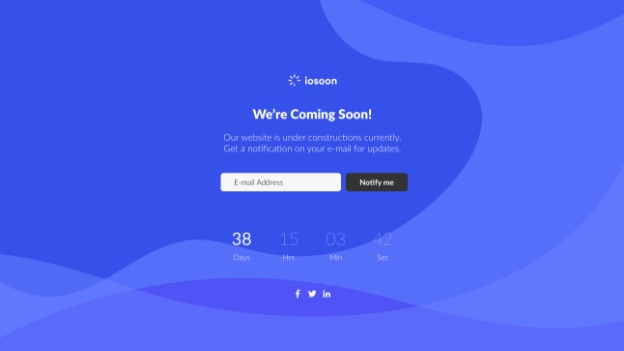 iosoon
We're Coming Soon!
Our website is under constructions currently,
Get a notification on your e-mail for updates.
E-mail Address
Notify me
38 15 03 42
Days Hrs Min Sec